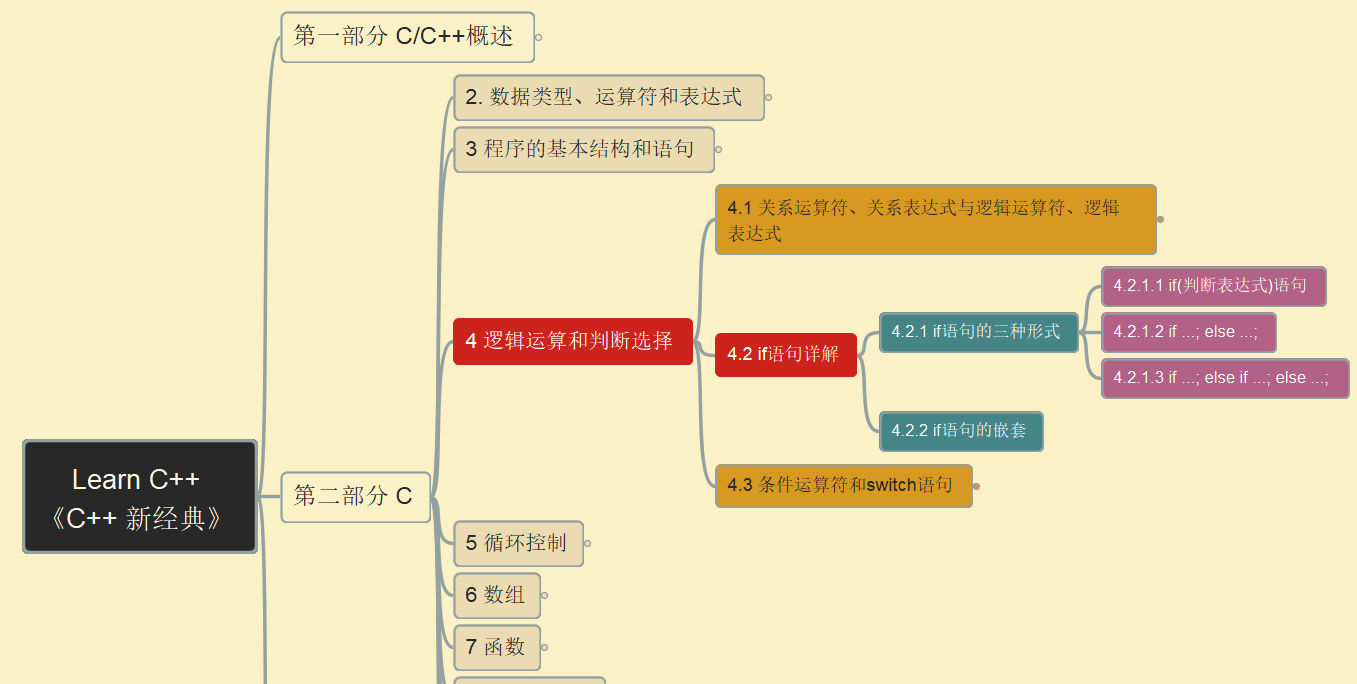 第一部分 C/C++概述
2. 数据类型、运算符和表达式
3 程序的基本结构和语句
4.1 关系运算符、关系表达式与逻辑运算符、逻辑
表达式
4.2.1.1 if(判断表达式)语句
4.2.1 if语句的三种形式
4.2.1.2 if ...; else ...;
4 逻辑运算和判断选择
4.2 if语句详解
4.2.1.3 if ...; else if ...; else ...;
4.2.2 if语句的嵌套
Learn C++
《C++ 新经典》
第二部分 C
4.3 条件运算符和switch语句
5 循环控制
6 数组
7 函数